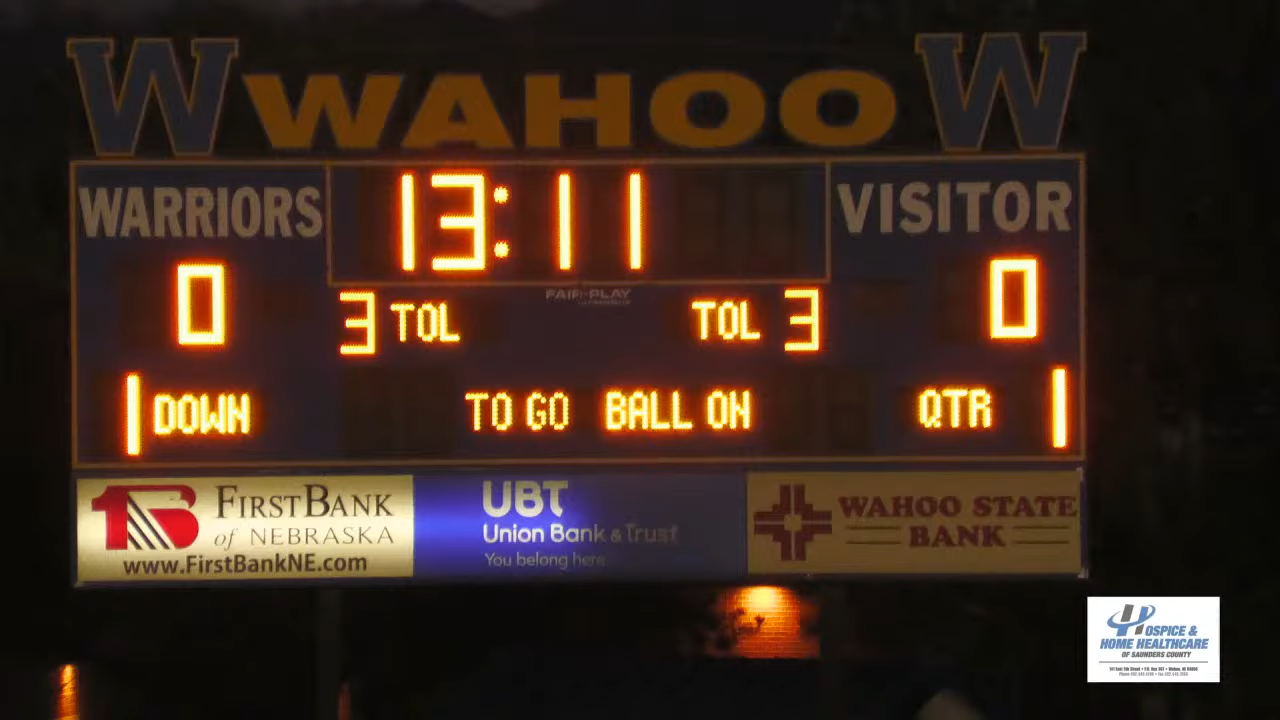 W WAHOO W
WARRIORS 13:11 VISITOR
0 0
FAIR-PLAY
3 TOL TOL 3
1 DOWN TO GO BALL ON QTR 1
FIRSTBANK
of NEBRASKA
www.FirstBankNE.com
UBT
Union Bank & Trust
You belong here
WAHOO STATE
BANK
HOSPICE &
HOME HEALTHCARE
OF SAUNDERS COUNTY